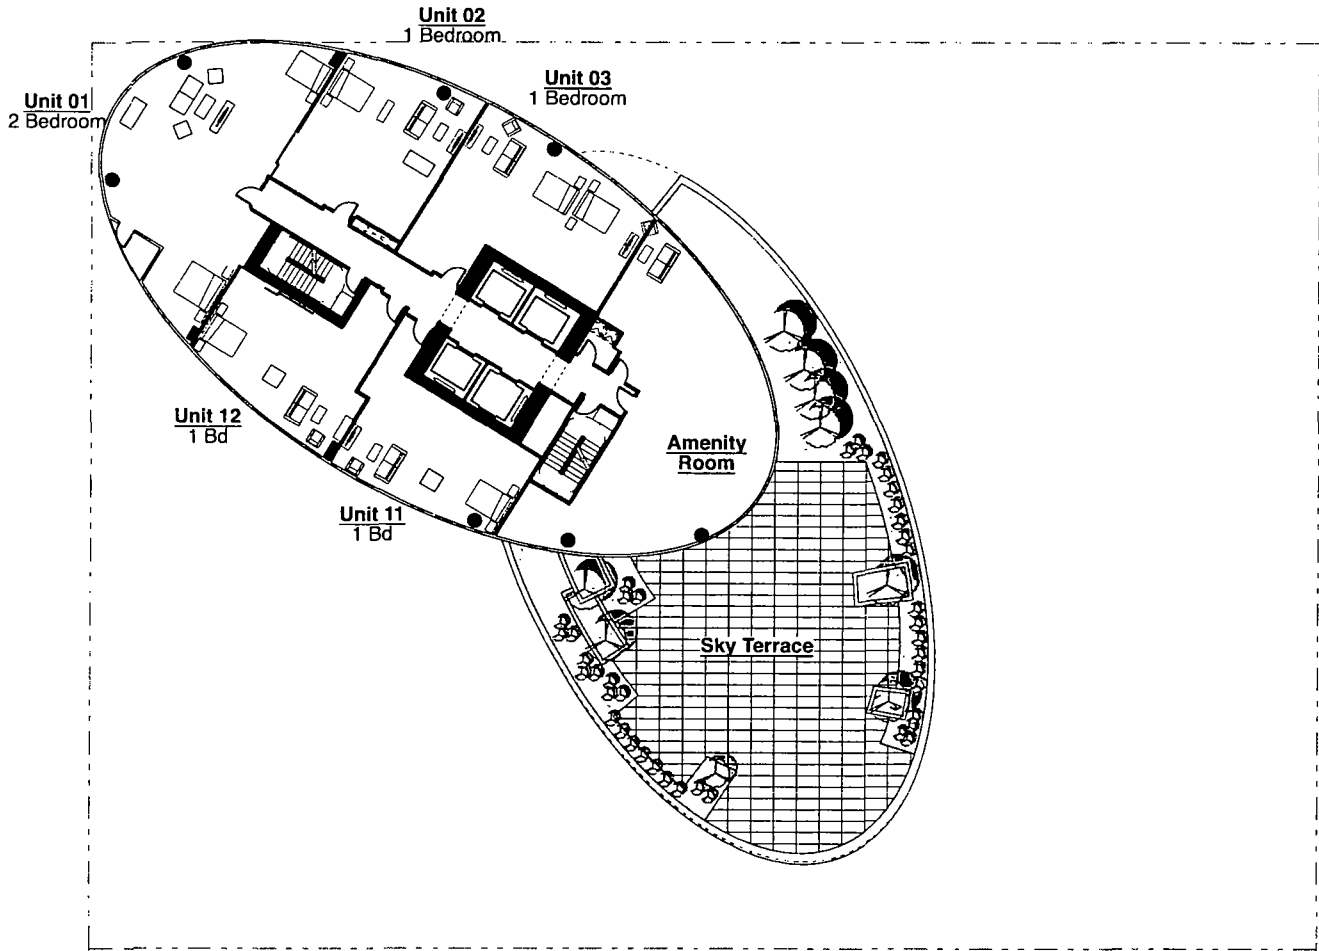 Unit 02
1 Bedroom
Unit 03
1 Bedroom
Unit 01
2 Bedroom
Unit 12
1 Bd
Amenity
Room
Unit 11
1 Bd
Sky Terrace